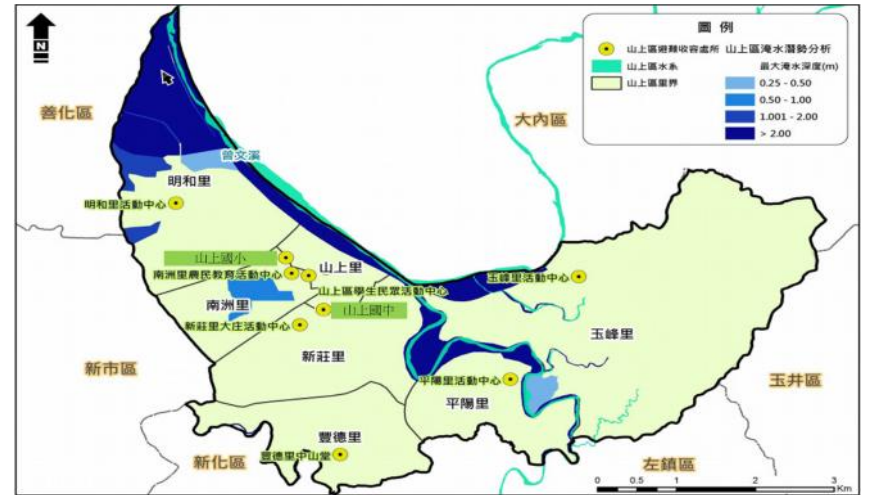 N
圖 例
山上區避難收容處所
山上區水系
山上區里界
山上區淹水潛勢分析
最大淹水深度(m)
0.25 - 0.50
0.50 - 1.00
1.001 - 2.00
> 2.00
善化區
大內區
曾文溪
明和里
明和里活動中心
山上國小
山上里
南洲里農民教育活動中心
玉峰里活動中心
山上區學生民眾活動中心
南洲里
山上國中
新莊里大庄活動中心
玉峰里
新莊里
新市區
平陽里活動中心
玉井區
平陽里
豐德里
豐德里中山堂
新化區
左鎮區
0 0.5 1 2 3
Km